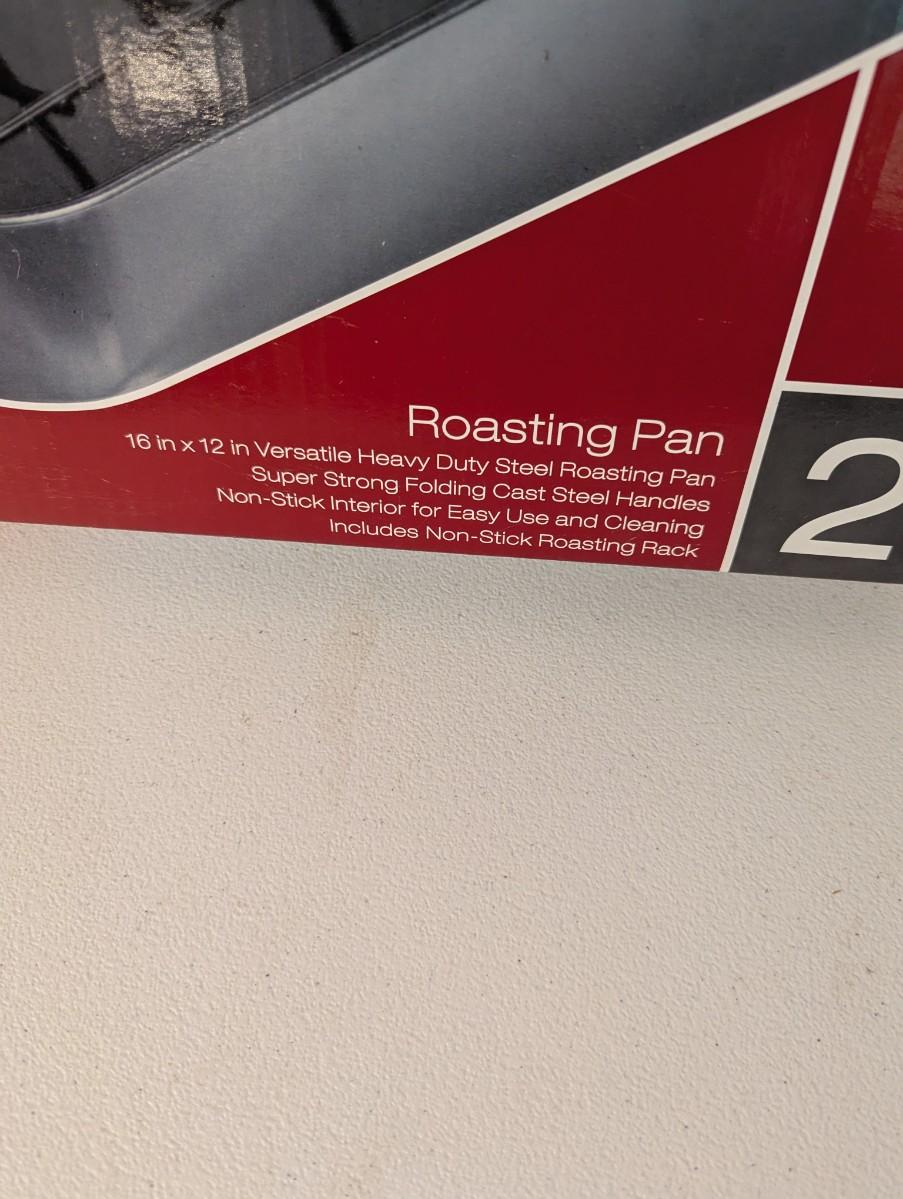 Roasting Pan
16 in x 12 in Versatile Heavy Duty Steel Roasting Pan
Super Strong Folding Cast Steel Handles
Non-Stick Interior for Easy Use and Cleaning
Includes Non-Stick Roasting Rack
2